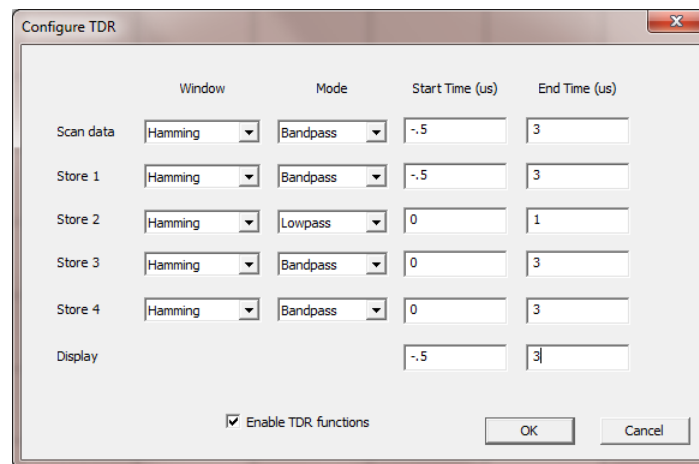 Configure TDR
Window Mode Start Time (us) End Time (us)
Scan data Hamming Bandpass -.5 3
Store 1 Hamming Bandpass -.5 3
Store 2 Hamming Lowpass 0 1
Store 3 Hamming Bandpass 0 3
Store 4 Hamming Bandpass 0 3
Display -.5 3
Enable TDR functions OK Cancel